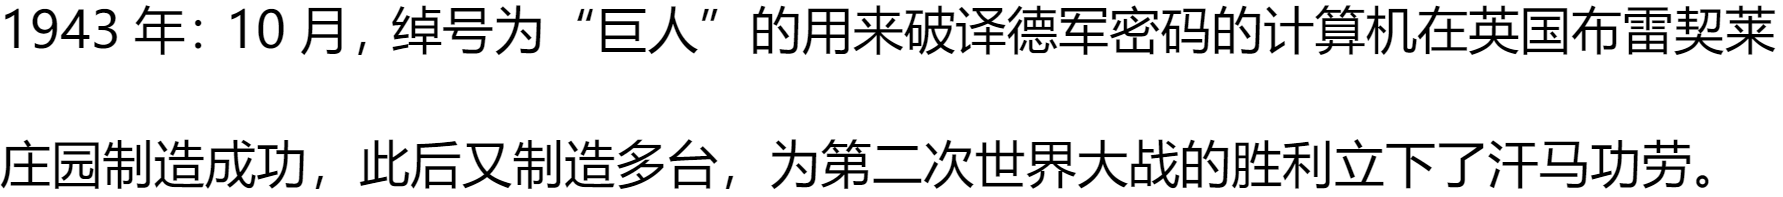 1943 年：10 月，绰号为“巨人”的用来破译德军密码的计算机在英国布雷契莱
庄园制造成功，此后又制造多台，为第二次世界大战的胜利立下了汗马功劳。